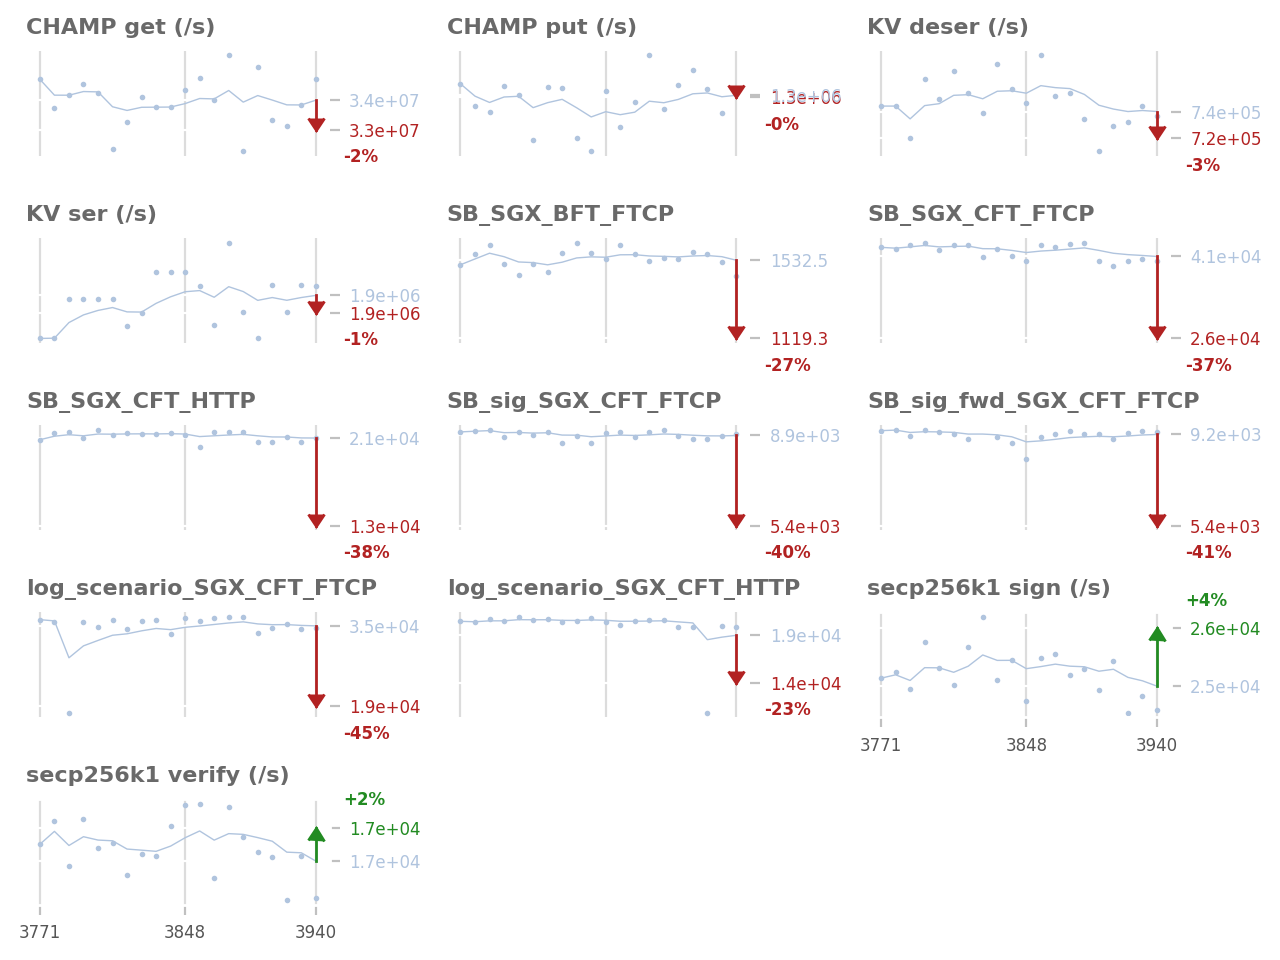 CHAMP get (/s)
3.4e+07
3.3e+07
-2%
CHAMP put (/s)
1.3e+06
-0%
KV deser (/s)
7.4e+05
7.2e+05
-3%
KV ser (/s)
1.9e+06
1.9e+06
-1%
SB_SGX_BFT_FTCP
1532.5
1119.3
-27%
SB_SGX_CFT_FTCP
4.1e+04
2.6e+04
-37%
SB_SGX_CFT_HTTP
2.1e+04
1.3e+04
-38%
SB_sig_SGX_CFT_FTCP
8.9e+03
5.4e+03
-40%
SB_sig_fwd_SGX_CFT_FTCP
9.2e+03
5.4e+03
-41%
log_scenario_SGX_CFT_FTCP
3.5e+04
1.9e+04
-45%
log_scenario_SGX_CFT_HTTP
1.9e+04
1.4e+04
-23%
secp256k1 sign (/s)
+4%
2.6e+04
2.5e+04
3771 3848 3940
secp256k1 verify (/s)
+2%
1.7e+04
1.7e+04
3771 3848 3940